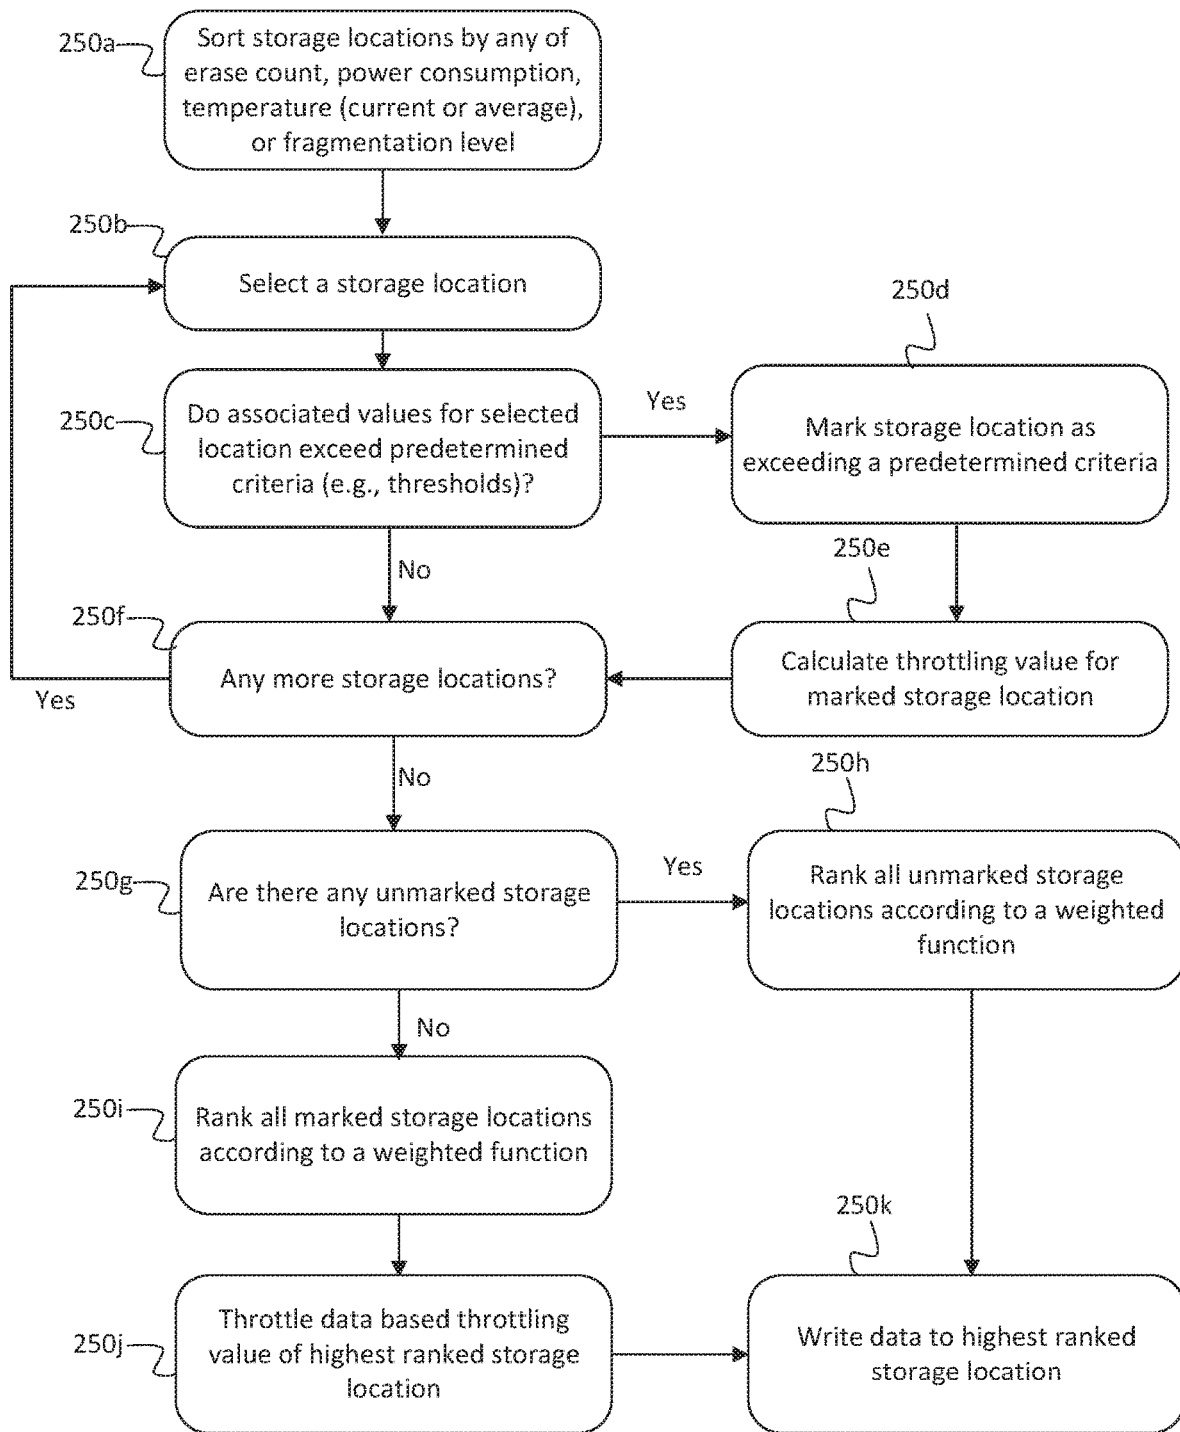 250a
Sort storage locations by any of
erase count, power consumption,
temperature (current or average),
or fragmentation level
250b
Select a storage location
250c
Do associated values for selected
location exceed predetermined
criteria (e.g., thresholds)?
Yes
250d
Mark storage location as
exceeding a predetermined criteria
No
250e
Calculate throttling value for
marked storage location
250f
Any more storage locations?
Yes
No
250g
Are there any unmarked storage
locations?
Yes
250h
Rank all unmarked storage
locations according to a weighted
function
No
250i
Rank all marked storage locations
according to a weighted function
250j
Throttle data based throttling
value of highest ranked storage
location
250k
Write data to highest ranked
storage location